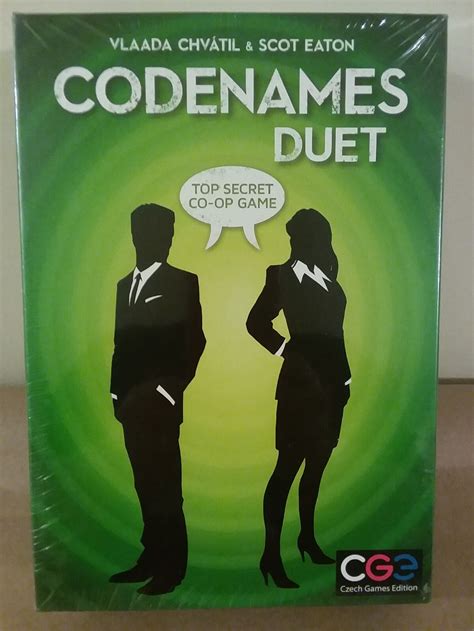 VLAADA CHVÁTIL & SCOT EATON
CODENAMES
DUET
TOP SECRET
CO-OP GAME
CGE
Czech Games Edition